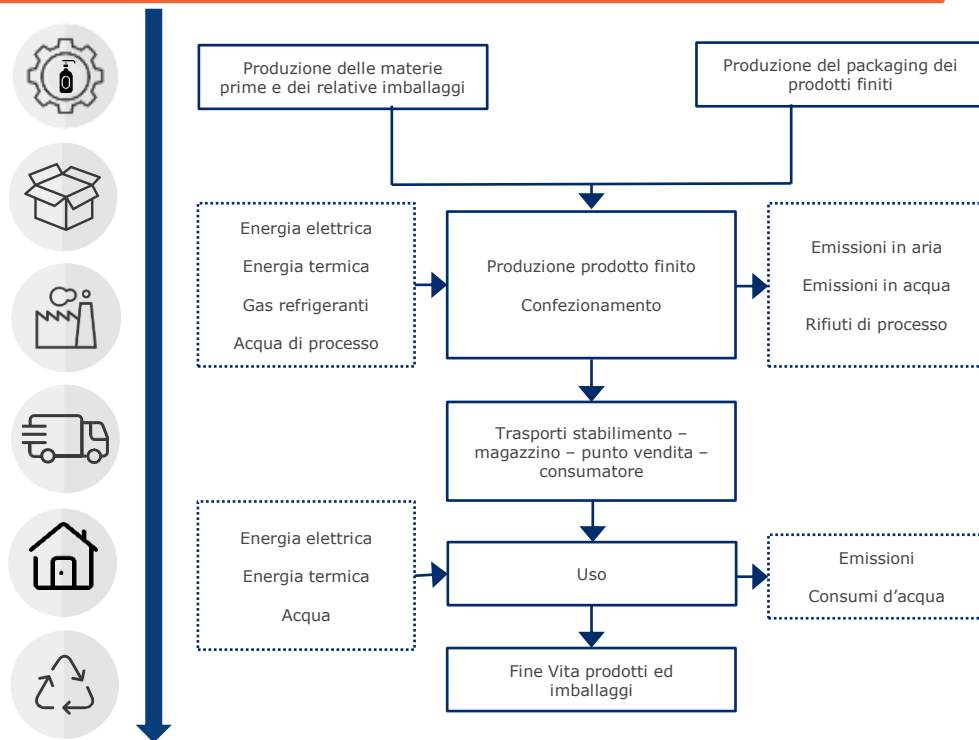 Produzione delle materie
prime e dei relative imballaggi
Produzione del packaging dei
prodotti finiti
Energia elettrica
Energia termica
Gas refrigeranti
Acqua di processo
Produzione prodotto finito
Confezionamento
Emissioni in aria
Emissioni in acqua
Rifiuti di processo
Trasporti stabilimento –
magazzino – punto vendita –
consumatore
Energia elettrica
Energia termica
Acqua
Uso
Emissioni
Consumi d’acqua
Fine Vita prodotti ed
imballaggi